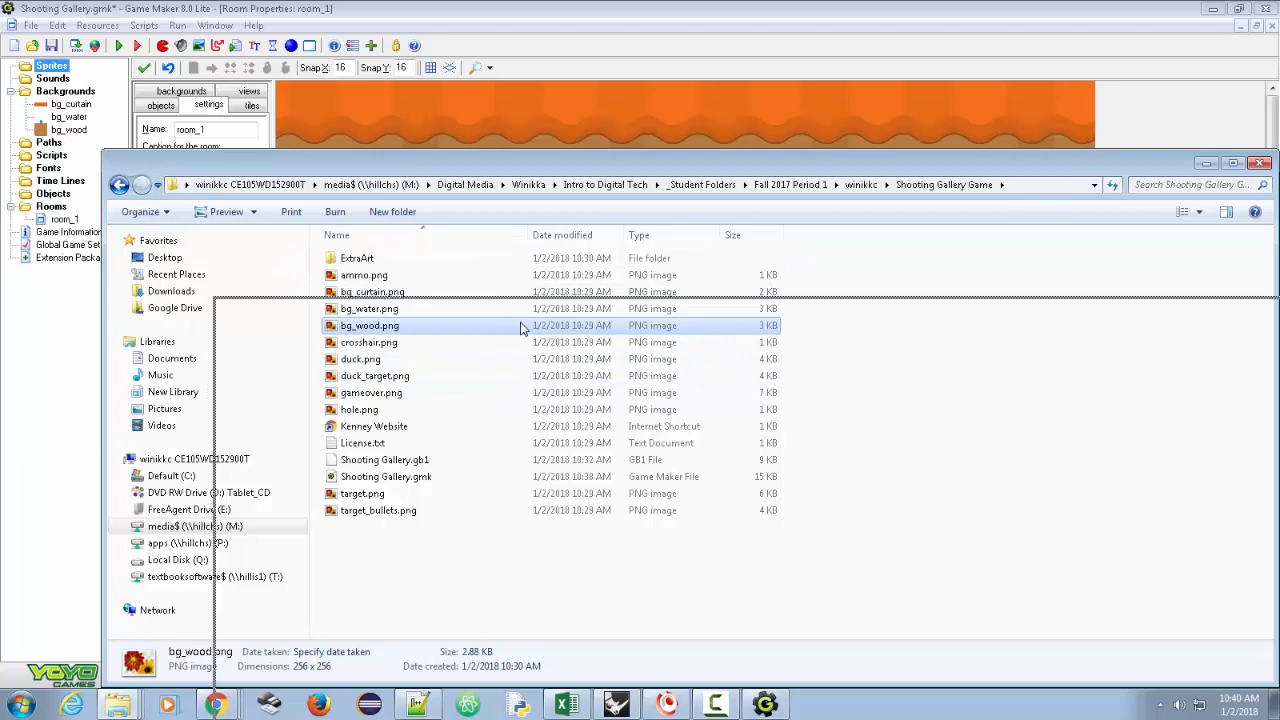 Shooting Gallery.gmk* - Game Maker 8.0 Lite - [Room Properties: room_1]
File Edit Resources Scripts Run Window Help
Snap X: 16 Snap Y: 16
Sprites
Sounds
Backgrounds
bg_curtain
bg_water
bg_wood
Paths
Scripts
Fonts
Time Lines
Objects
Rooms
room_1
Game Information
Global Game Set
Extension Packa
backgrounds views
objects settings tiles
Name: room_1
Caption for the room:
winikkc CE105WD152900T media$ (\\hillchs) (M:) Digital Media Winikka Intro to Digital Tech _Student Folders Fall 2017 Period 1 winikkc Shooting Gallery Game
Search Shooting Gallery G...
Organize Preview Print Burn New folder
Favorites
Desktop
Recent Places
Downloads
Google Drive
Libraries
Documents
Music
New Library
Pictures
Videos
winikkc CE105WD152900T
Default (C:)
DVD RW Drive (D:) Tablet_CD
FreeAgent Drive (E:)
media$ (\\hillchs) (M:)
apps (\\hillchs) (P:)
Local Disk (Q:)
textbooksoftware$ (\\hillis1) (T:)
Network
Name Date modified Type Size
ExtraArt 1/2/2018 10:30 AM File folder
ammo.png 1/2/2018 10:29 AM PNG image 1 KB
bg_curtain.png 1/2/2018 10:29 AM PNG image 2 KB
bg_water.png 1/2/2018 10:29 AM PNG image 3 KB
bg_wood.png 1/2/2018 10:29 AM PNG image 3 KB
crosshair.png 1/2/2018 10:29 AM PNG image 1 KB
duck.png 1/2/2018 10:29 AM PNG image 4 KB
duck_target.png 1/2/2018 10:29 AM PNG image 4 KB
gameover.png 1/2/2018 10:29 AM PNG image 7 KB
hole.png 1/2/2018 10:29 AM PNG image 1 KB
Kenney Website 1/2/2018 10:29 AM Internet Shortcut 1 KB
License.txt 1/2/2018 10:29 AM Text Document 1 KB
Shooting Gallery.gb1 1/2/2018 10:32 AM GB1 File 9 KB
Shooting Gallery.gmk 1/2/2018 10:38 AM Game Maker File 15 KB
target.png 1/2/2018 10:29 AM PNG image 6 KB
target_bullets.png 1/2/2018 10:29 AM PNG image 4 KB
bg_wood.png Date taken: Specify date taken Size: 2.88 KB
PNG image Dimensions: 256 x 256 Date created: 1/2/2018 10:30 AM
YOYO
GAMES
10:40 AM
1/2/2018